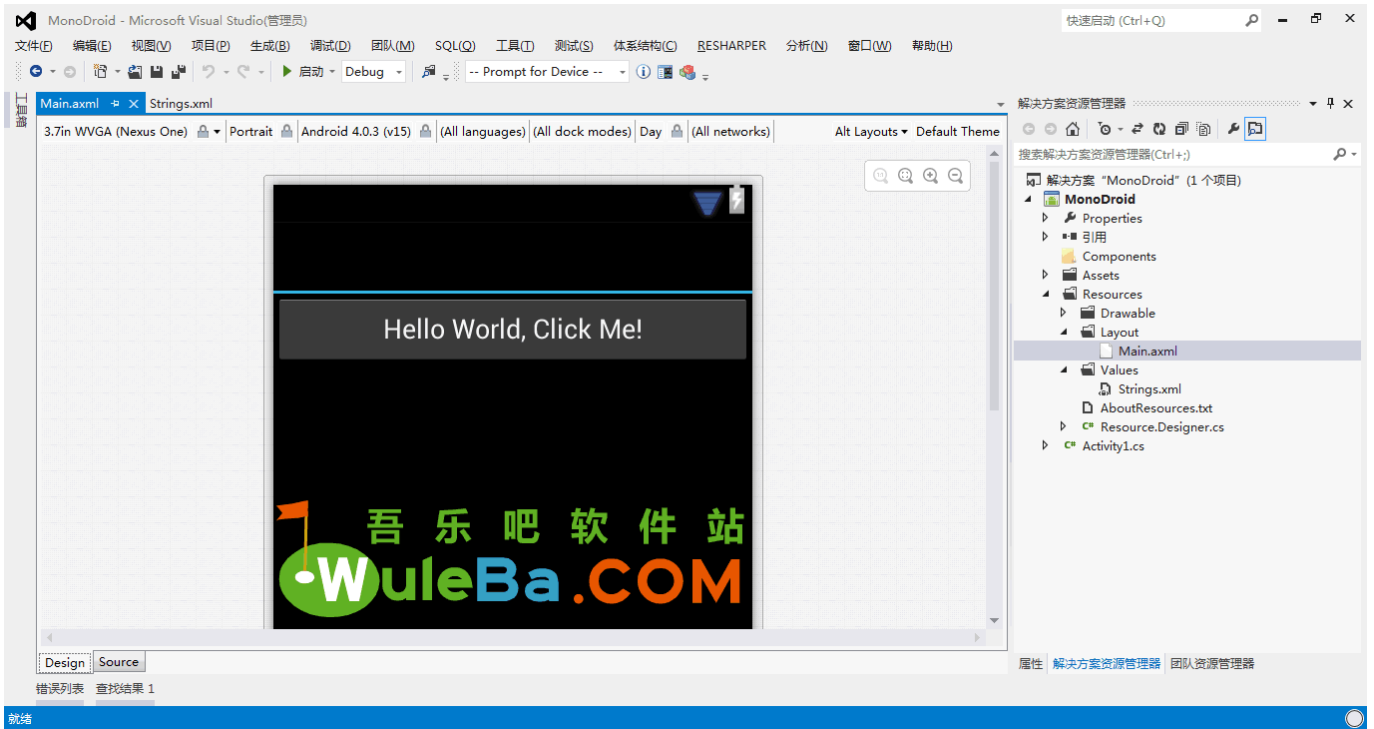 MonoDroid - Microsoft Visual Studio(管理员)
快速启动 (Ctrl+Q)
文件(F) 编辑(E) 视图(V) 项目(P) 生成(B) 调试(D) 团队(M) SQL(Q) 工具(T) 测试(S) 体系结构(C) RESHARPER 分析(N) 窗口(W) 帮助(H)
启动 Debug -- Prompt for Device --
工具箱
Main.axml Strings.xml
3.7in WVGA (Nexus One) Portrait Android 4.0.3 (v15) (All languages) (All dock modes) Day (All networks) Alt Layouts Default Theme
Hello World, Click Me!
吾乐吧软件站
WuleBa.COM
Design Source
错误列表 查找结果 1
就绪
解决方案资源管理器
搜索解决方案资源管理器(Ctrl+;)
解决方案 "MonoDroid" (1 个项目)
MonoDroid
Properties
引用
Components
Assets
Resources
Drawable
Layout
Main.axml
Values
Strings.xml
AboutResources.txt
C# Resource.Designer.cs
C# Activity1.cs
属性 解决方案资源管理器 团队资源管理器